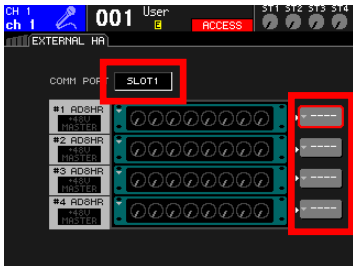 CH 1
ch 1
001
User
E
ACCESS
ST1 ST2 ST3 ST4
EXTERNAL HA
COMM PORT
SLOT1
#1 AD8HR
+48V
MASTER
----
#2 AD8HR
+48V
MASTER
----
#3 AD8HR
+48V
MASTER
----
#4 AD8HR
+48V
MASTER
----